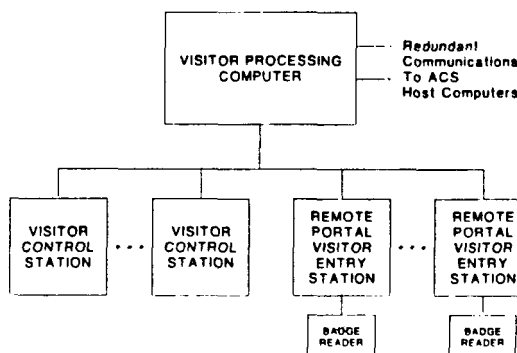 VISITOR PROCESSING
COMPUTER
Redundant
Communications
To ACS
Host Computers
VISITOR
CONTROL
STATION
VISITOR
CONTROL
STATION
REMOTE
PORTAL
VISITOR
ENTRY
STATION
REMOTE
PORTAL
VISITOR
ENTRY
STATION
BADGE
READER
BADGE
READER